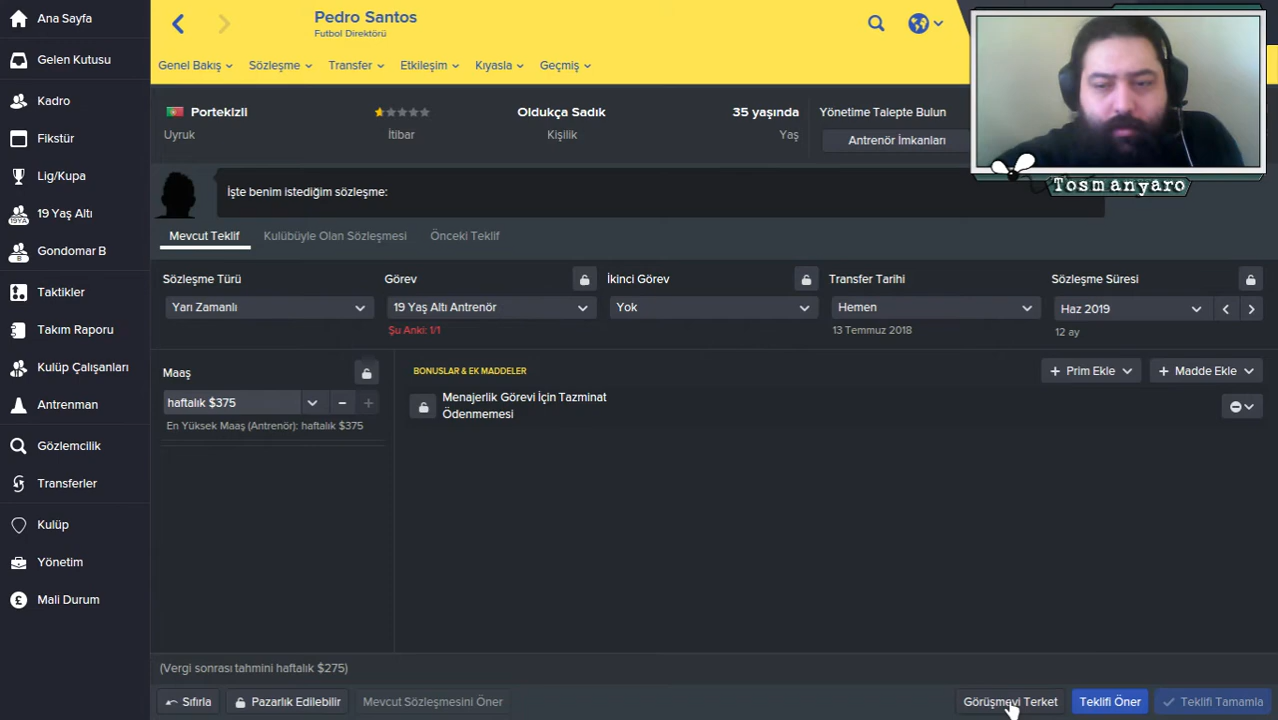 Ana Sayfa
Gelen Kutusu
Kadro
Fikstür
Lig/Kupa
19 Yaş Altı
Gondomar B
Taktikler
Takım Raporu
Kulüp Çalışanları
Antrenman
Gözlemcilik
Transferler
Kulüp
Yönetim
Mali Durum
Pedro Santos
Futbol Direktörü
Genel Bakış Sözleşme Transfer Etkileşim Kıyasla Geçmiş
Portekizli Oldukça Sadık 35 yaşında Yönetime Talepte Bulun
Uyruk İtibar Kişilik Yaş Antrenör İmkanları
Tosmanyaro
İşte benim istediğim sözleşme:
Mevcut Teklif Kulübüyle Olan Sözleşmesi Önceki Teklif
Sözleşme Türü Görev İkinci Görev Transfer Tarihi Sözleşme Süresi
Yarı Zamanlı 19 Yaş Altı Antrenör Yok Hemen Haz 2019
Şu Anki: 1/1 13 Temmuz 2018 12 ay
Maaş
haftalık $375
En Yüksek Maaş (Antrenör): haftalık $375
BONUSLAR & EK MADDELER + Prim Ekle + Madde Ekle
Menajerlik Görevi İçin Tazminat
Ödenmemesi
(Vergi sonrası tahmini haftalık $275)
Sıfırla Pazarlık Edilebilir Mevcut Sözleşmesini Öner Görüşmeyi Terket Teklifi Öner Teklifi Tamamla